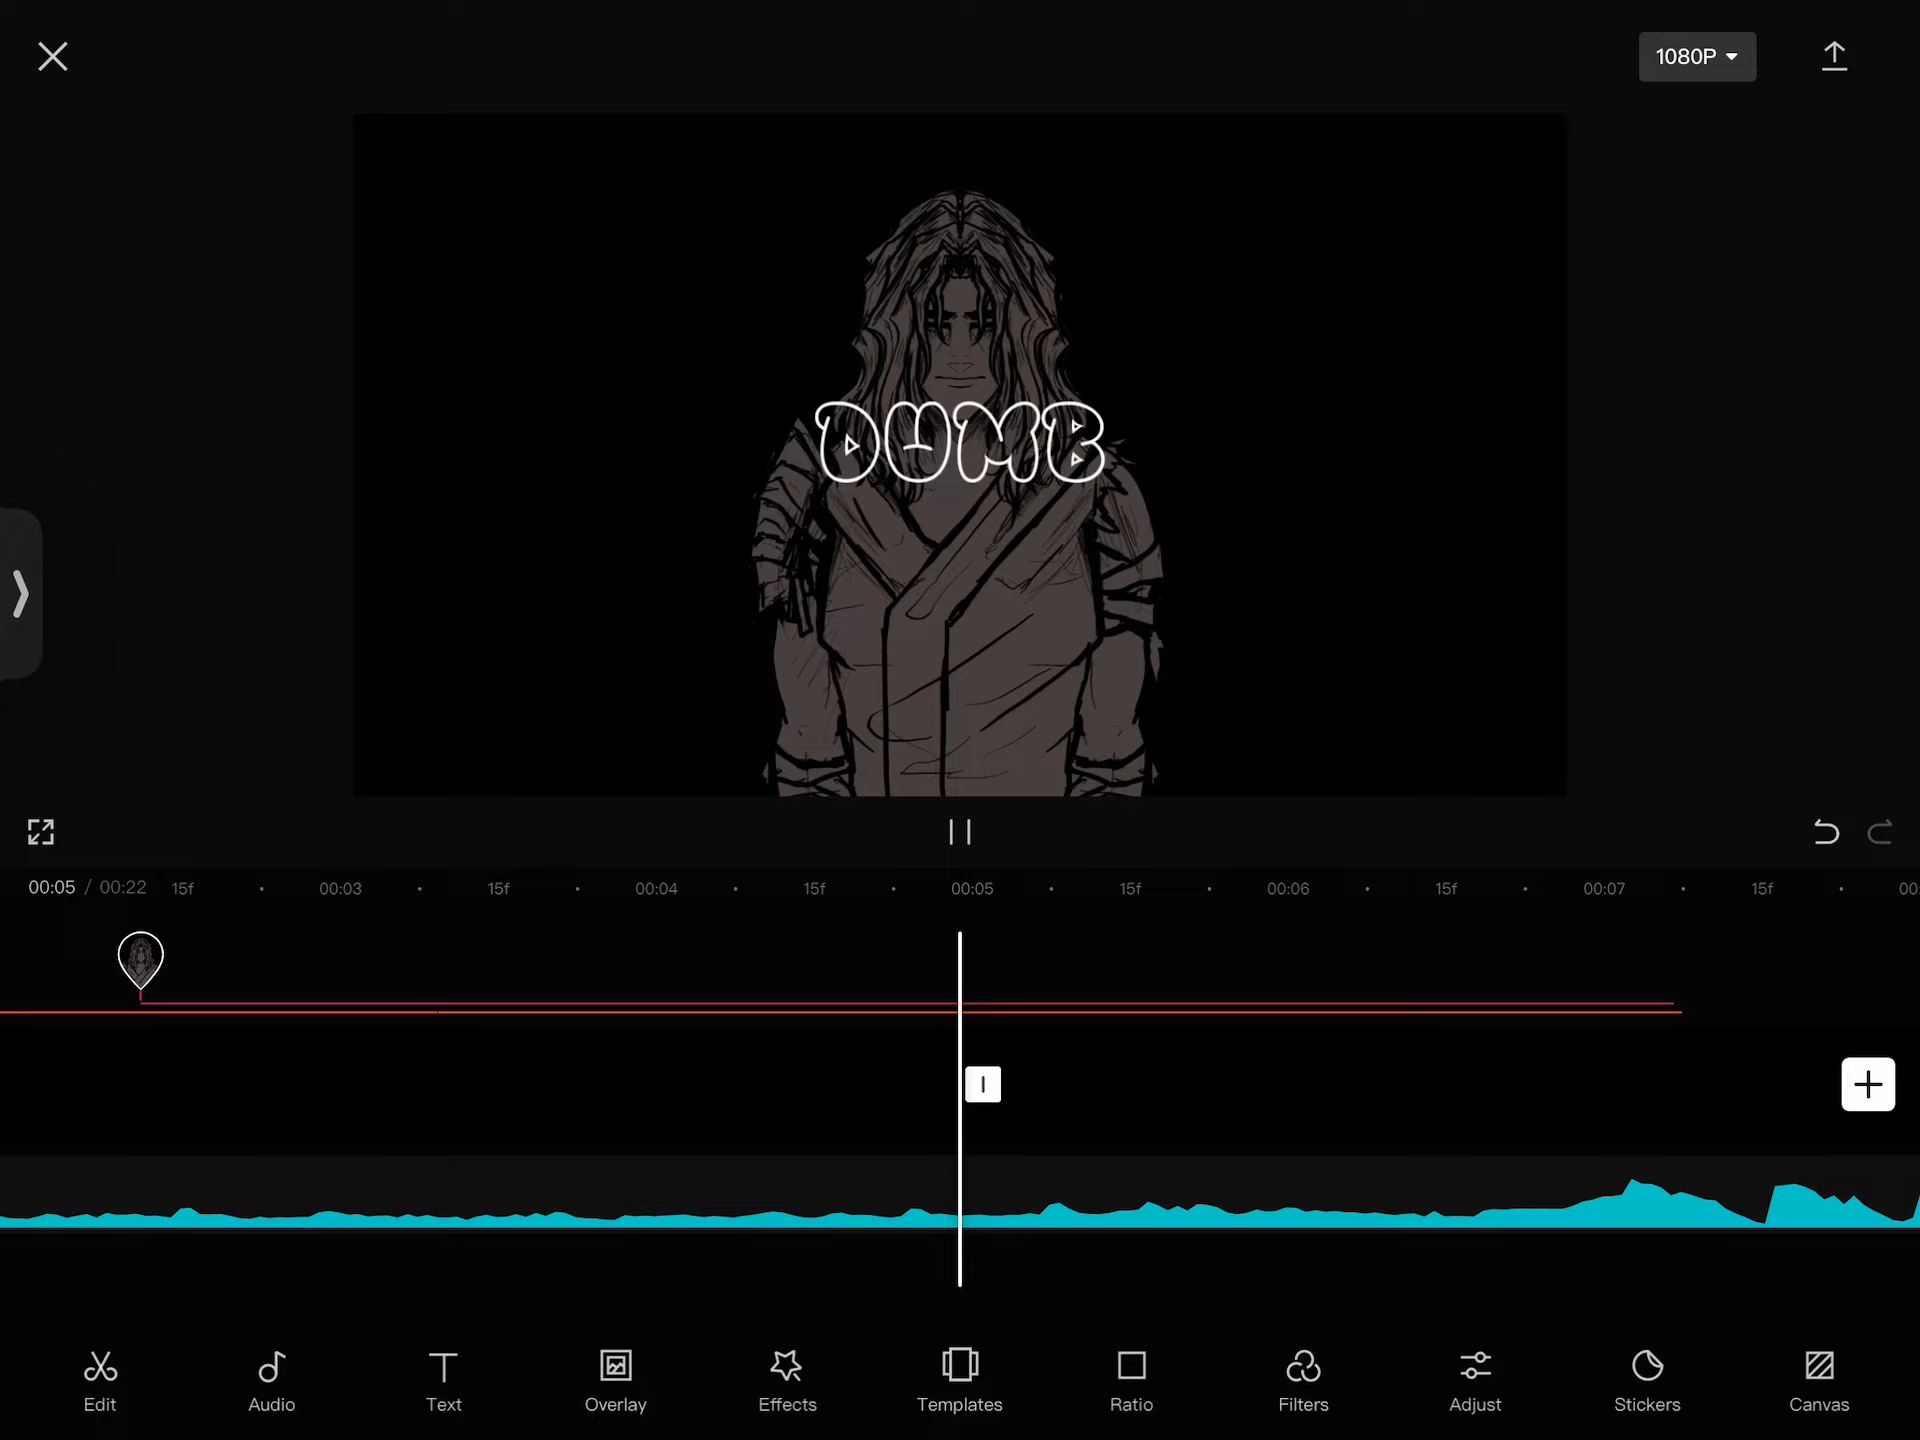 1080P
DUMB
00:05 / 00:22 15f 00:03 15f 00:04 15f 00:05 15f 00:06 15f 00:07 15f 00:
Edit Audio Text Overlay Effects Templates Ratio Filters Adjust Stickers Canvas